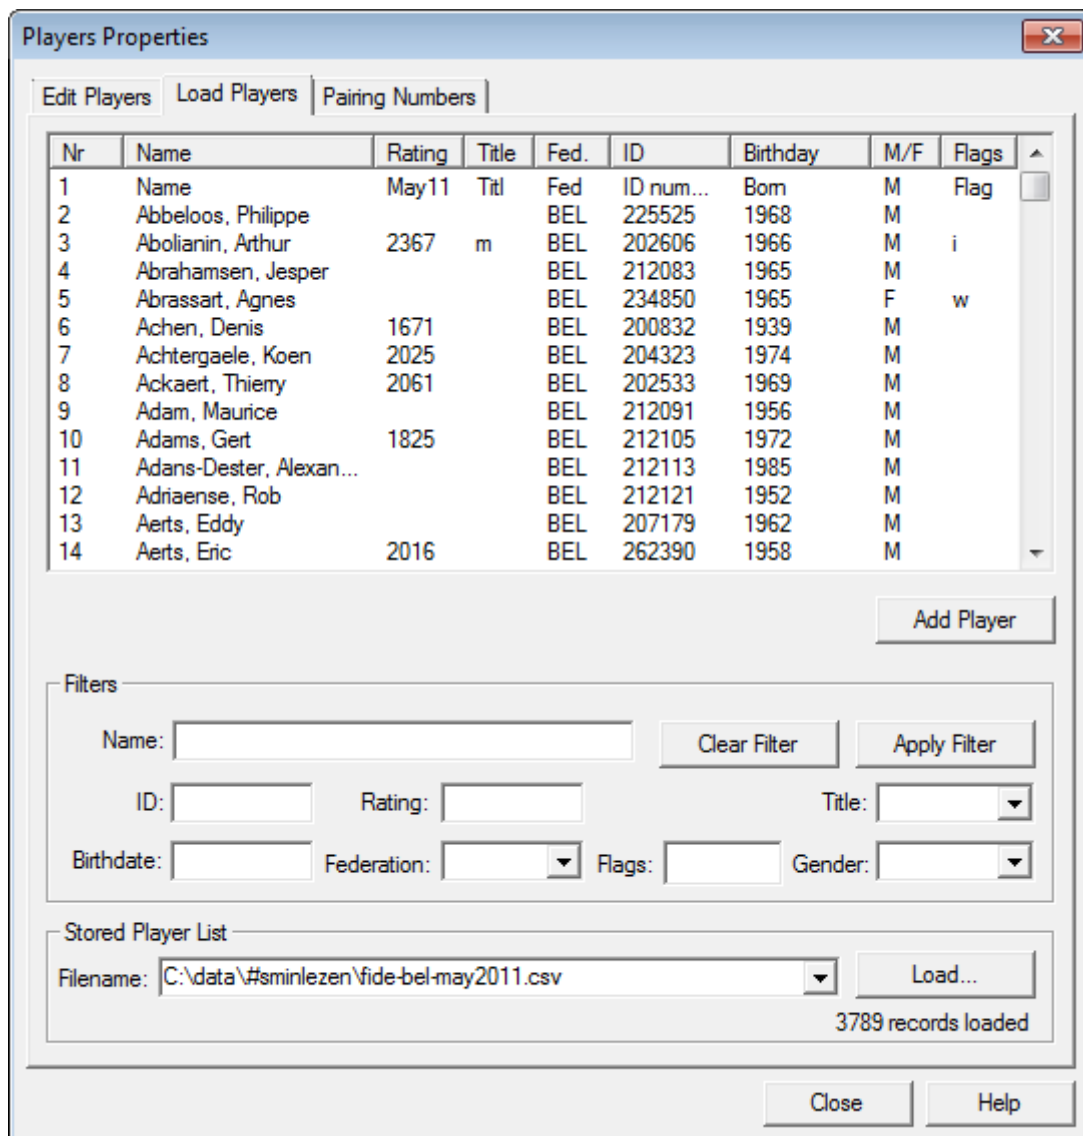 Players Properties
Edit Players Load Players Pairing Numbers
Nr Name Rating Title Fed. ID Birthday M/F Flags
1 Name May11 Titl Fed ID num... Born M Flag
2 Abbeloos, Philippe BEL 225525 1968 M
3 Abolianin, Arthur 2367 m BEL 202606 1966 M i
4 Abrahamsen, Jesper BEL 212083 1965 M
5 Abrassart, Agnes BEL 234850 1965 F w
6 Achen, Denis 1671 BEL 200832 1939 M
7 Achtergaele, Koen 2025 BEL 204323 1974 M
8 Ackaert, Thierry 2061 BEL 202533 1969 M
9 Adam, Maurice BEL 212091 1956 M
10 Adams, Gert 1825 BEL 212105 1972 M
11 Adans-Dester, Alexan... BEL 212113 1985 M
12 Adriaense, Rob BEL 212121 1952 M
13 Aerts, Eddy BEL 207179 1962 M
14 Aerts, Eric 2016 BEL 262390 1958 M
Add Player
Filters
Name: Clear Filter Apply Filter
ID: Rating: Title:
Birthdate: Federation: Flags: Gender:
Stored Player List
Filename: C:\data\#sminlezen\fide-bel-may2011.csv Load...
3789 records loaded
Close Help